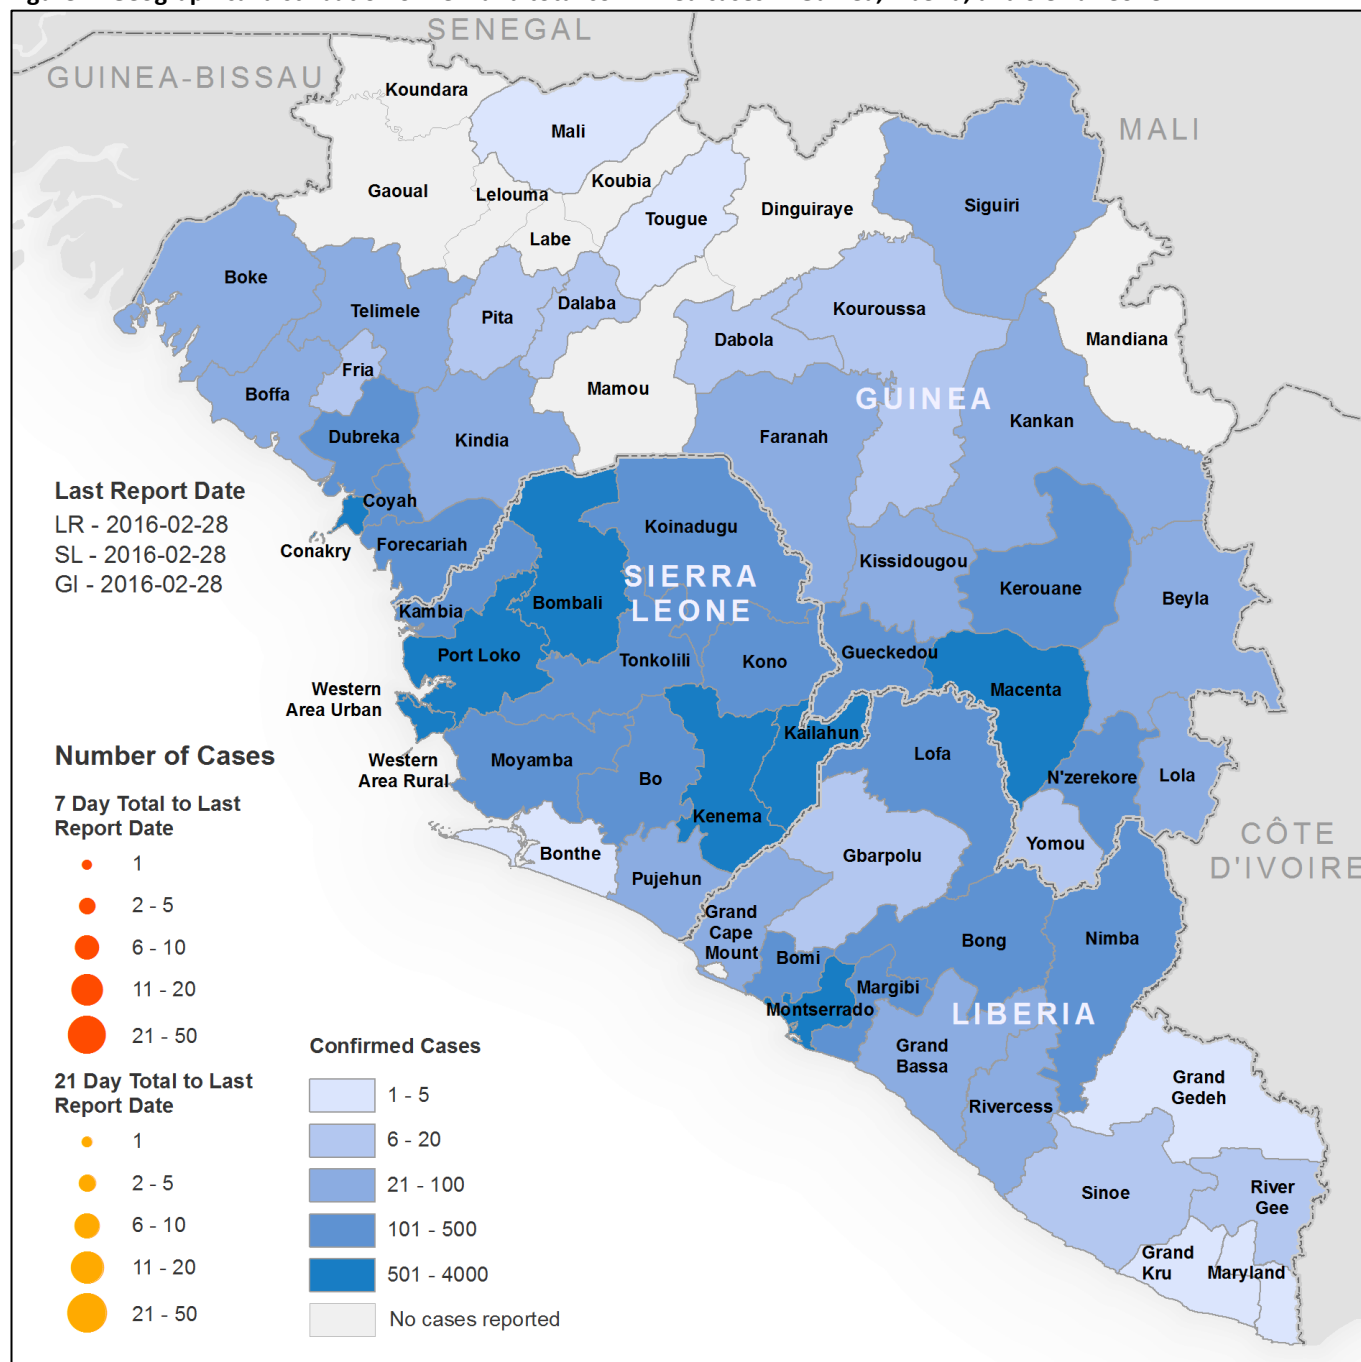 SENEGAL
GUINEA-BISSAU
Koundara
Mali
MALI
Gaoual
Lelouma
Koubia
Labe
Tougue
Dinguiraye
Siguiri
Boke
Telimele
Pita
Dalaba
Dabola
Kouroussa
Mandiana
Fria
Boffa
Mamou
GUINEA
Dubreka
Kindia
Faranah
Kankan
Last Report Date
LR - 2016-02-28
SL - 2016-02-28
GI - 2016-02-28
Coyah
Conakry
Forecariah
Koinadugu
Kissidougou
Kerouane
Beyla
SIERRA
LEONE
Kambia
Bombali
Port Loko
Tonkolili
Kono
Gueckedou
Macenta
Western
Area Urban
Western
Area Rural
Moyamba
Bo
Kailahun
Lofa
N'zerekore
Lola
Kenema
Bonthe
Pujehun
Gbarpolu
Yomou
CÔTE
D'IVOIRE
Grand
Cape
Mount
Bomi
Bong
Nimba
Margibi
Montserrado
LIBERIA
Grand
Bassa
Rivercess
Grand
Gedeh
Sinoe
River
Gee
Grand
Kru
Maryland
Number of Cases
7 Day Total to Last
Report Date
1
2 - 5
6 - 10
11 - 20
21 - 50
21 Day Total to Last
Report Date
1
2 - 5
6 - 10
11 - 20
21 - 50
Confirmed Cases
1 - 5
6 - 20
21 - 100
101 - 500
501 - 4000
No cases reported